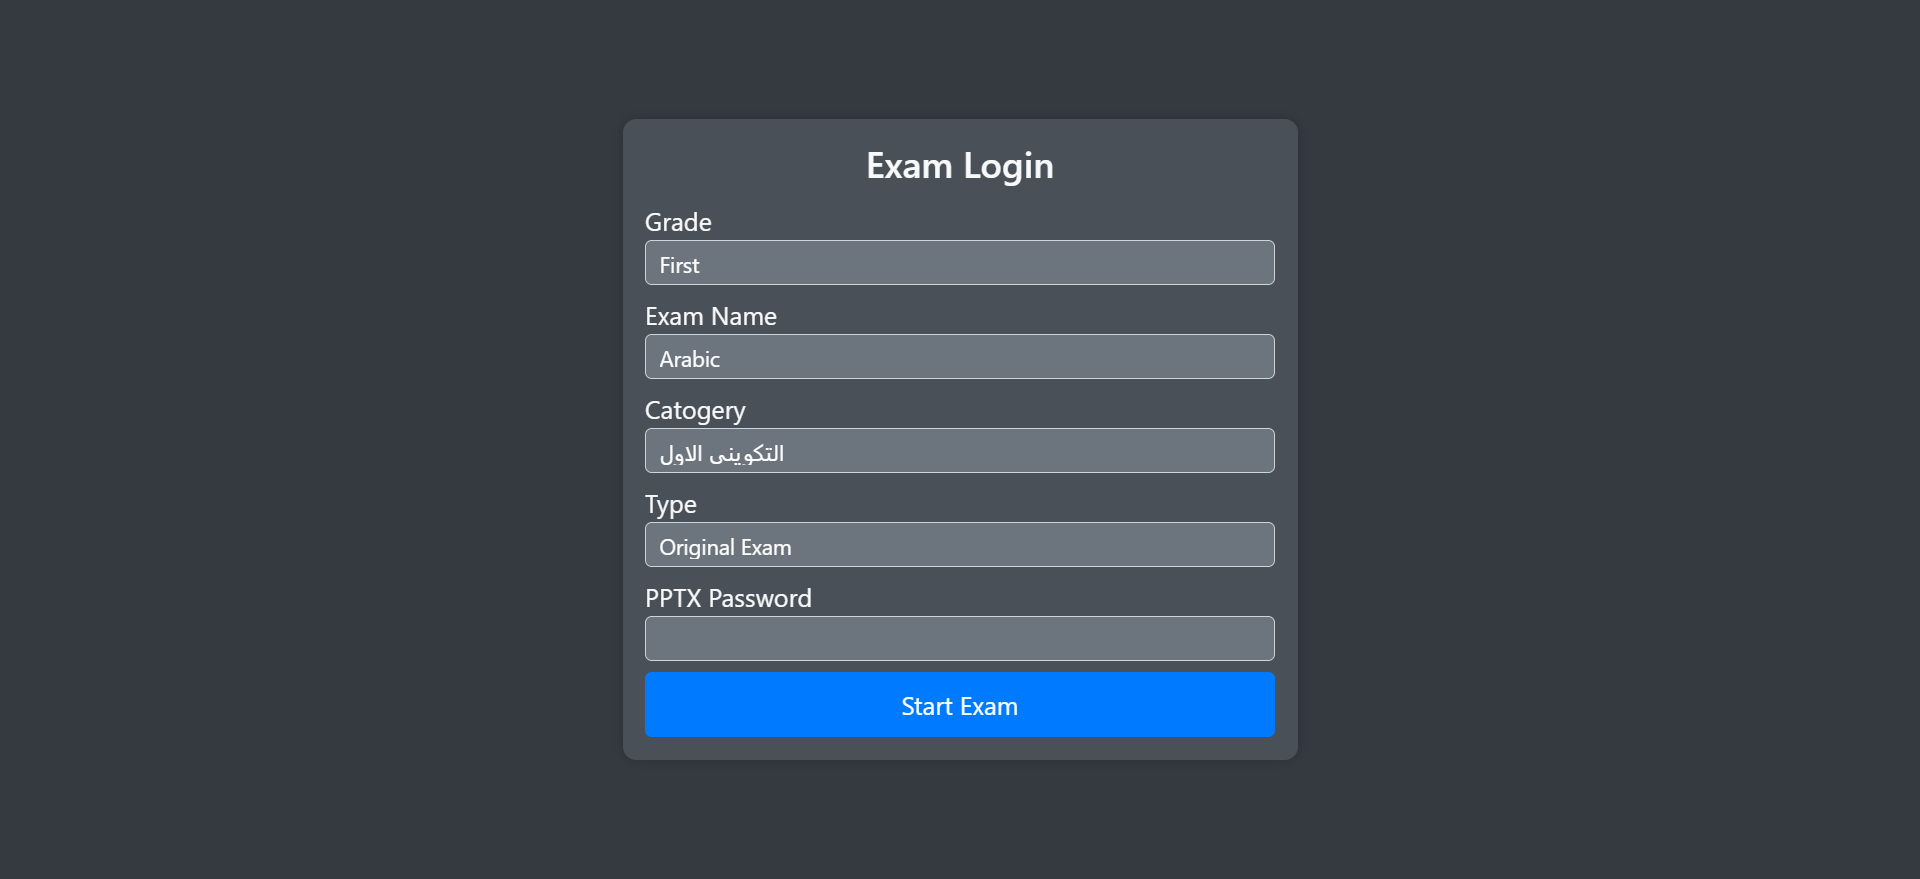 Exam Login
Grade
First
Exam Name
Arabic
Catogery
التكوينى الاول
Type
Original Exam
PPTX Password
Start Exam